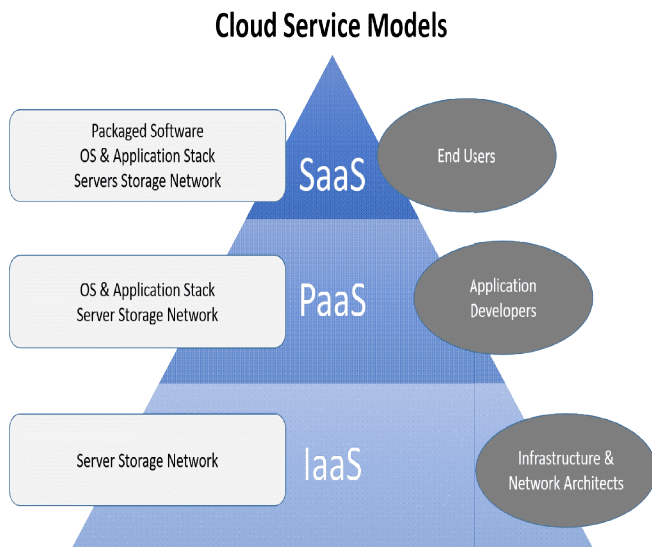 Cloud Service Models
Packaged Software
OS & Application Stack
Servers Storage Network
SaaS
End Users
OS & Application Stack
Server Storage Network
PaaS
Application
Developers
Server Storage Network
IaaS
Infrastructure &
Network Architects